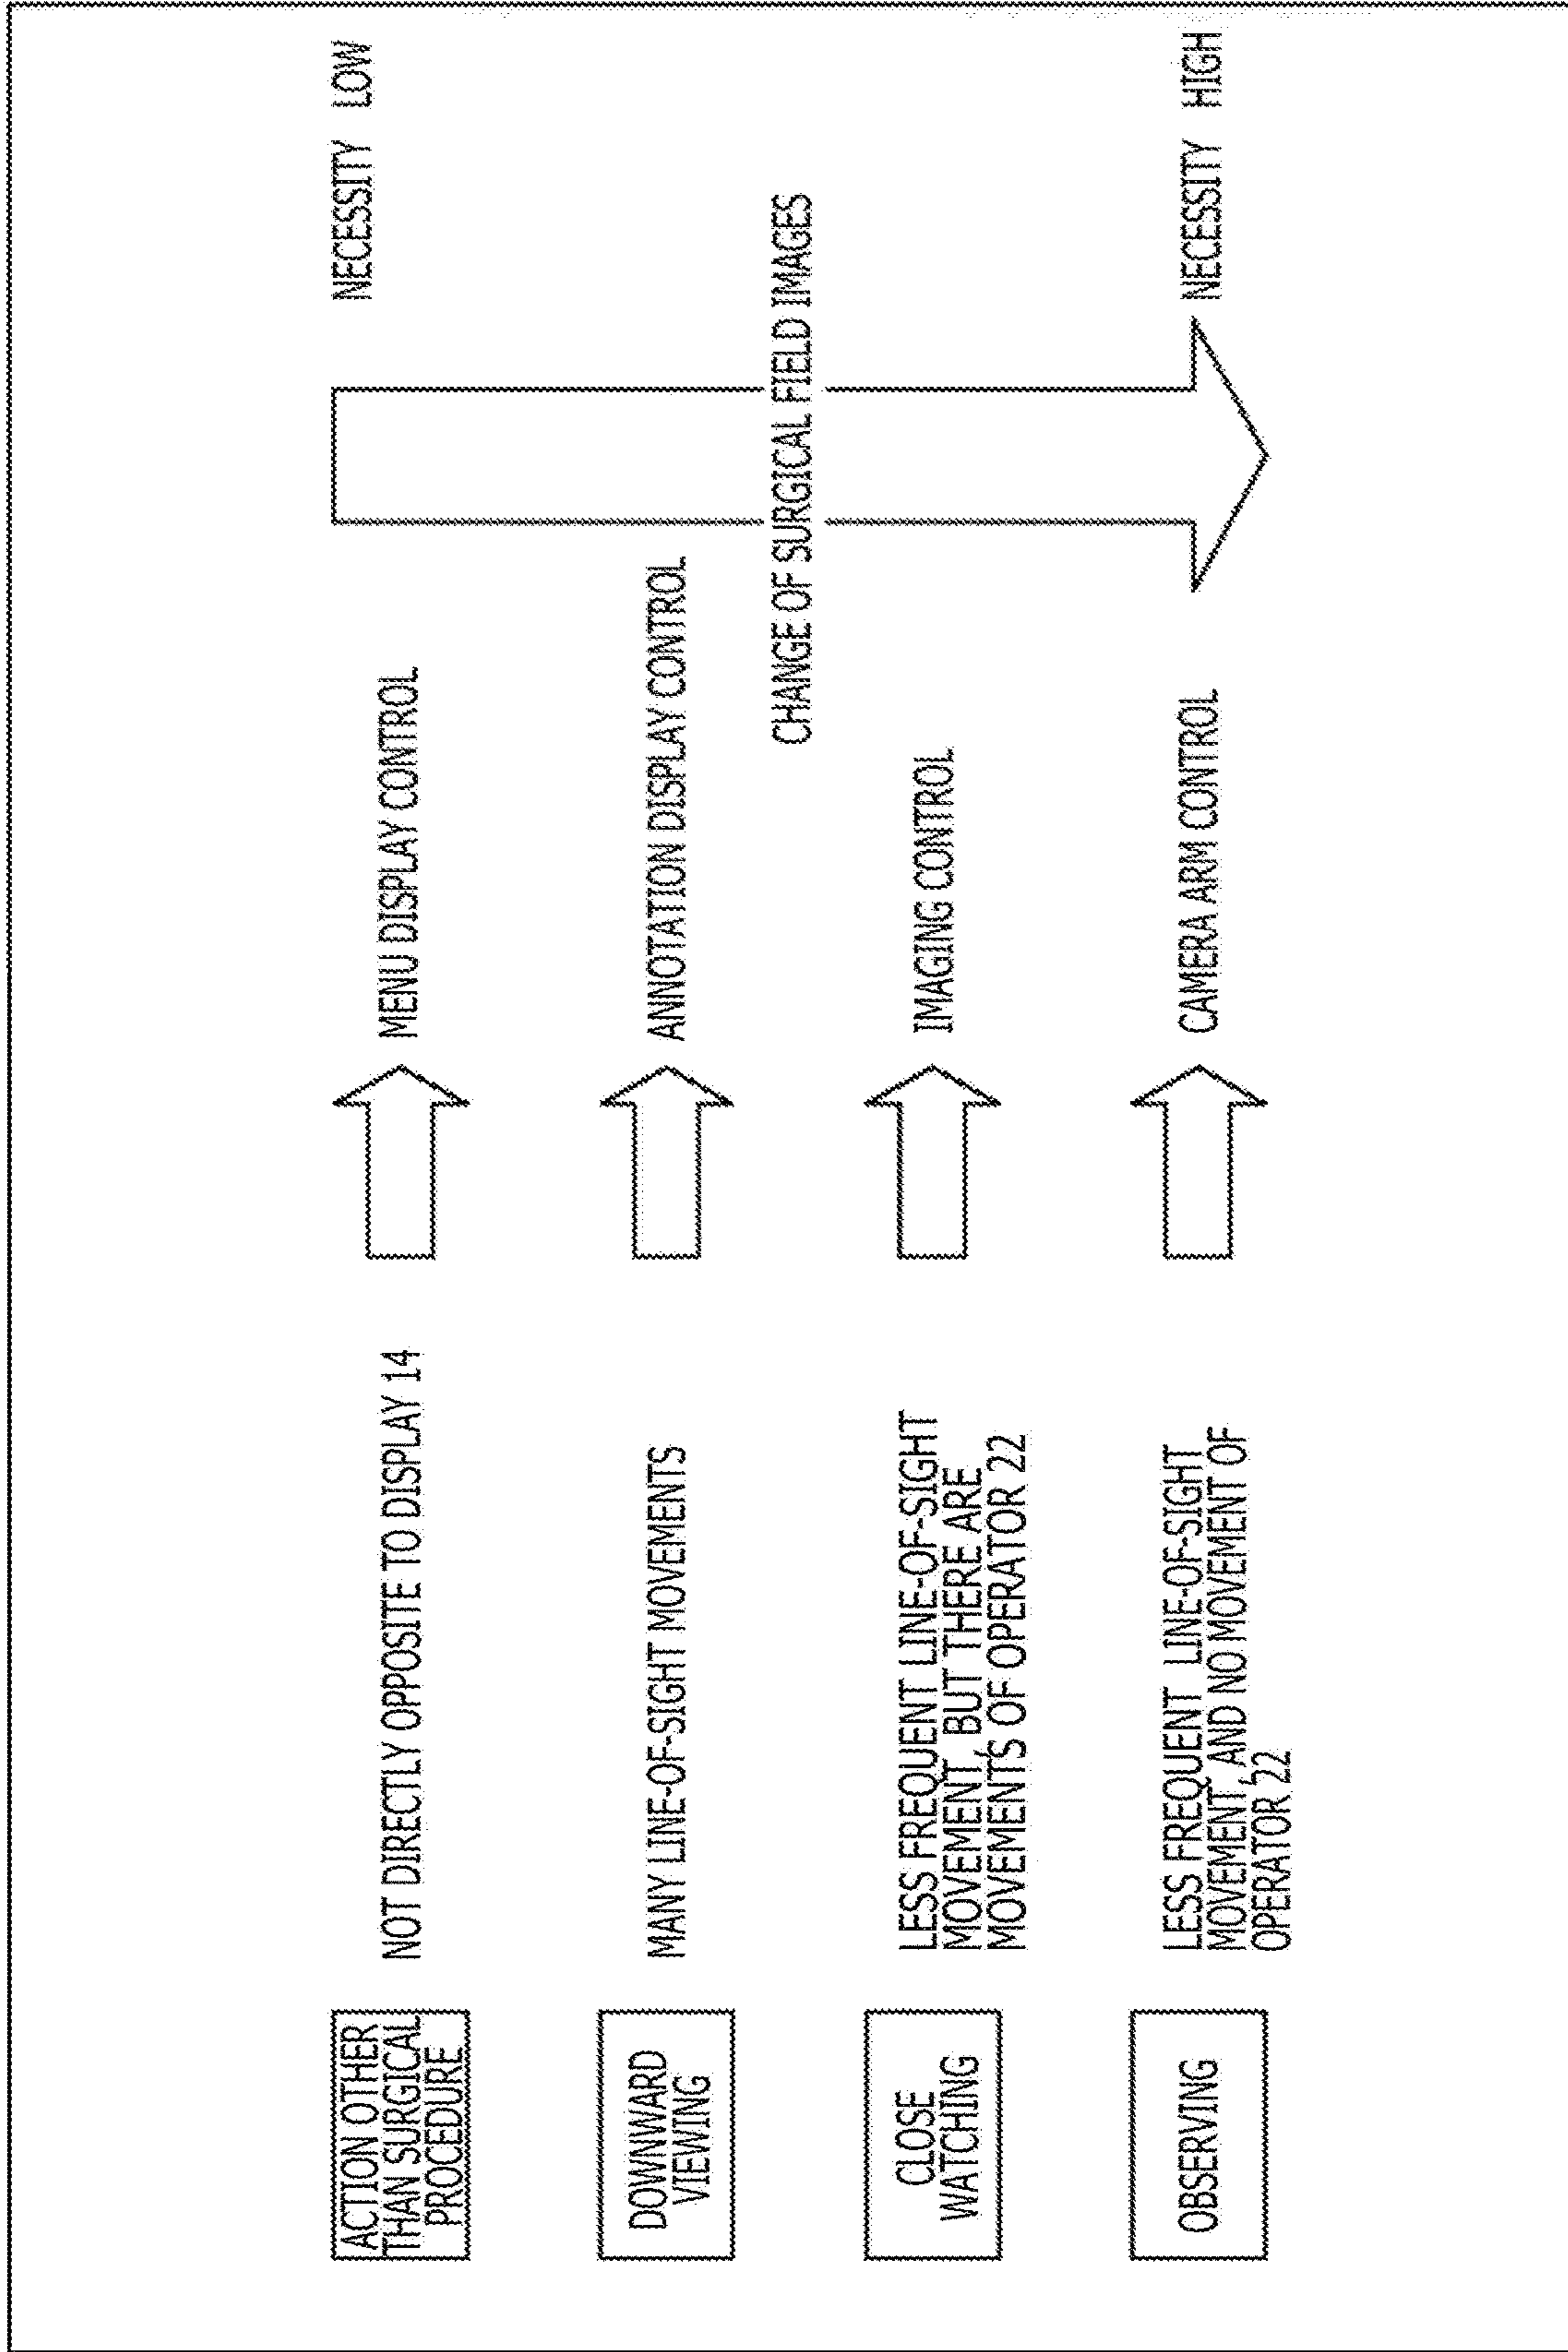 ACTION OTHER
THAN SURGICAL
PROCEDURE
NOT DIRECTLY OPPOSITE TO DISPLAY 14
MENU DISPLAY CONTROL
NECESSITY LOW
DOWNWARD
VIEWING
MANY LINE-OF-SIGHT MOVEMENTS
ANNOTATION DISPLAY CONTROL
CHANGE OF SURGICAL FIELD IMAGES
CLOSE
WATCHING
LESS FREQUENT LINE-OF-SIGHT
MOVEMENT, BUT THERE ARE
MOVEMENTS OF OPERATOR 22
IMAGING CONTROL
OBSERVING
LESS FREQUENT LINE-OF-SIGHT
MOVEMENT, AND NO MOVEMENT OF
OPERATOR 22
CAMERA ARM CONTROL
NECESSITY HIGH